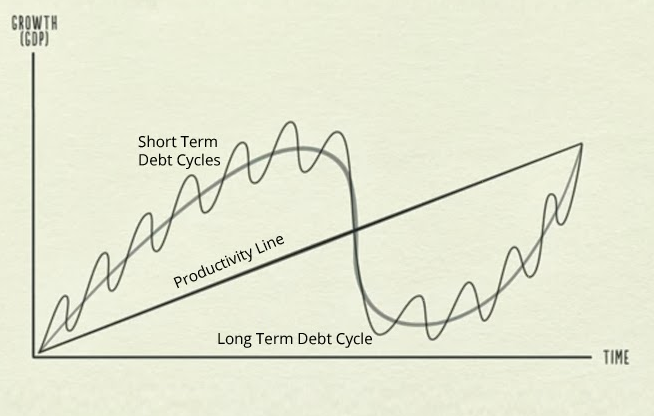 GROWTH
(GDP)
Short Term
Debt Cycles
Productivity Line
Long Term Debt Cycle
TIME